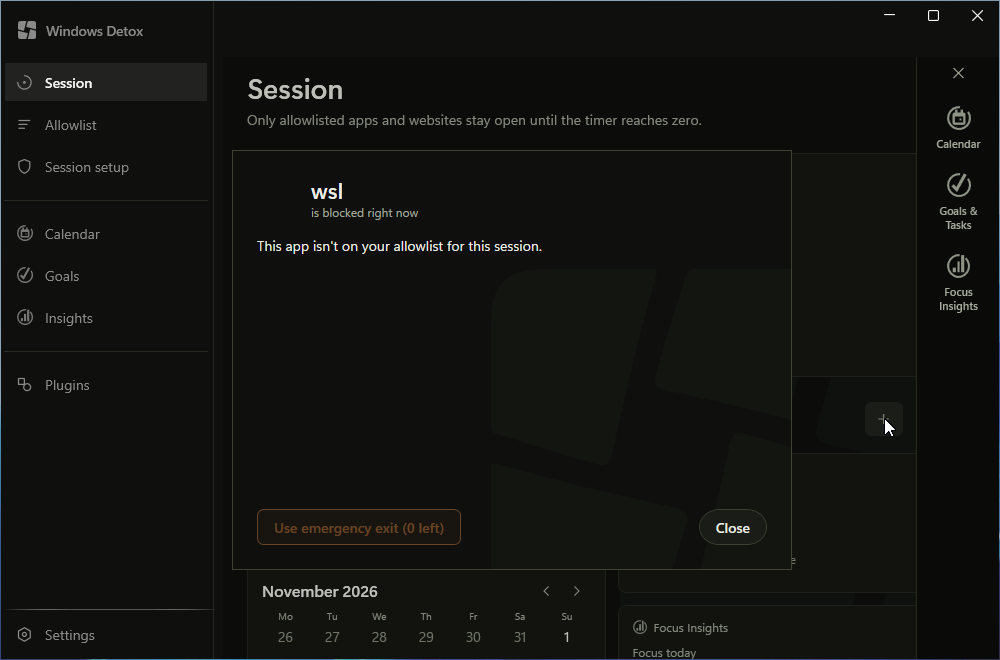 Windows Detox
Session
Allowlist
Session setup
Calendar
Goals
Insights
Plugins
Settings
Session
Only allowlisted apps and websites stay open until the timer reaches zero.
wsl
is blocked right now
This app isn't on your allowlist for this session.
Use emergency exit (0 left)
Close
November 2026
Mo Tu We Th Fr Sa Su
26 27 28 29 30 31 1
Focus Insights
Focus today
Calendar
Goals &
Tasks
Focus
Insights